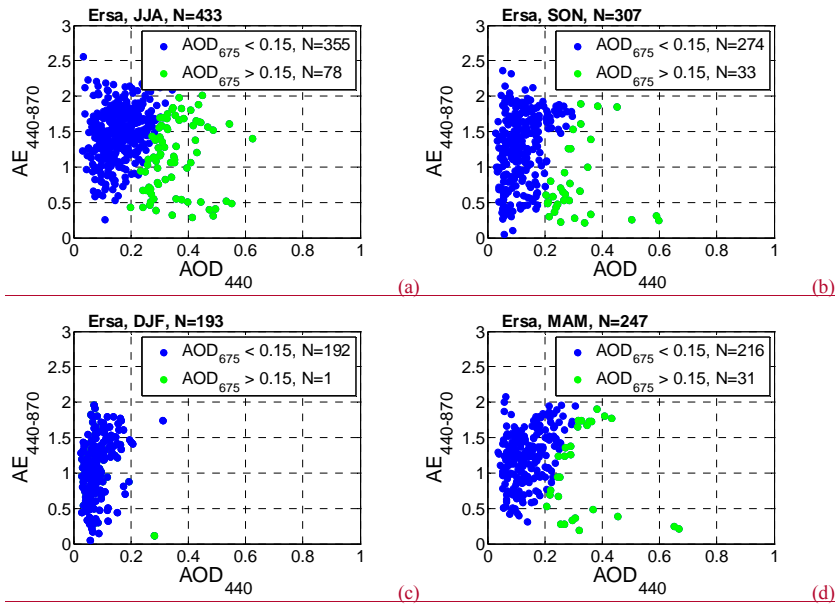 Ersa, JJA, N=433
AOD675 < 0.15, N=355
AOD675 > 0.15, N=78
3
2.5
2
1.5
1
0.5
0
AE440-870
0 0.2 0.4 0.6 0.8 1
AOD440
(a)
Ersa, SON, N=307
AOD675 < 0.15, N=274
AOD675 > 0.15, N=33
3
2.5
2
1.5
1
0.5
0
AE440-870
0 0.2 0.4 0.6 0.8 1
AOD440
(b)
Ersa, DJF, N=193
AOD675 < 0.15, N=192
AOD675 > 0.15, N=1
3
2.5
2
1.5
1
0.5
0
AE440-870
0 0.2 0.4 0.6 0.8 1
AOD440
(c)
Ersa, MAM, N=247
AOD675 < 0.15, N=216
AOD675 > 0.15, N=31
3
2.5
2
1.5
1
0.5
0
AE440-870
0 0.2 0.4 0.6 0.8 1
AOD440
(d)